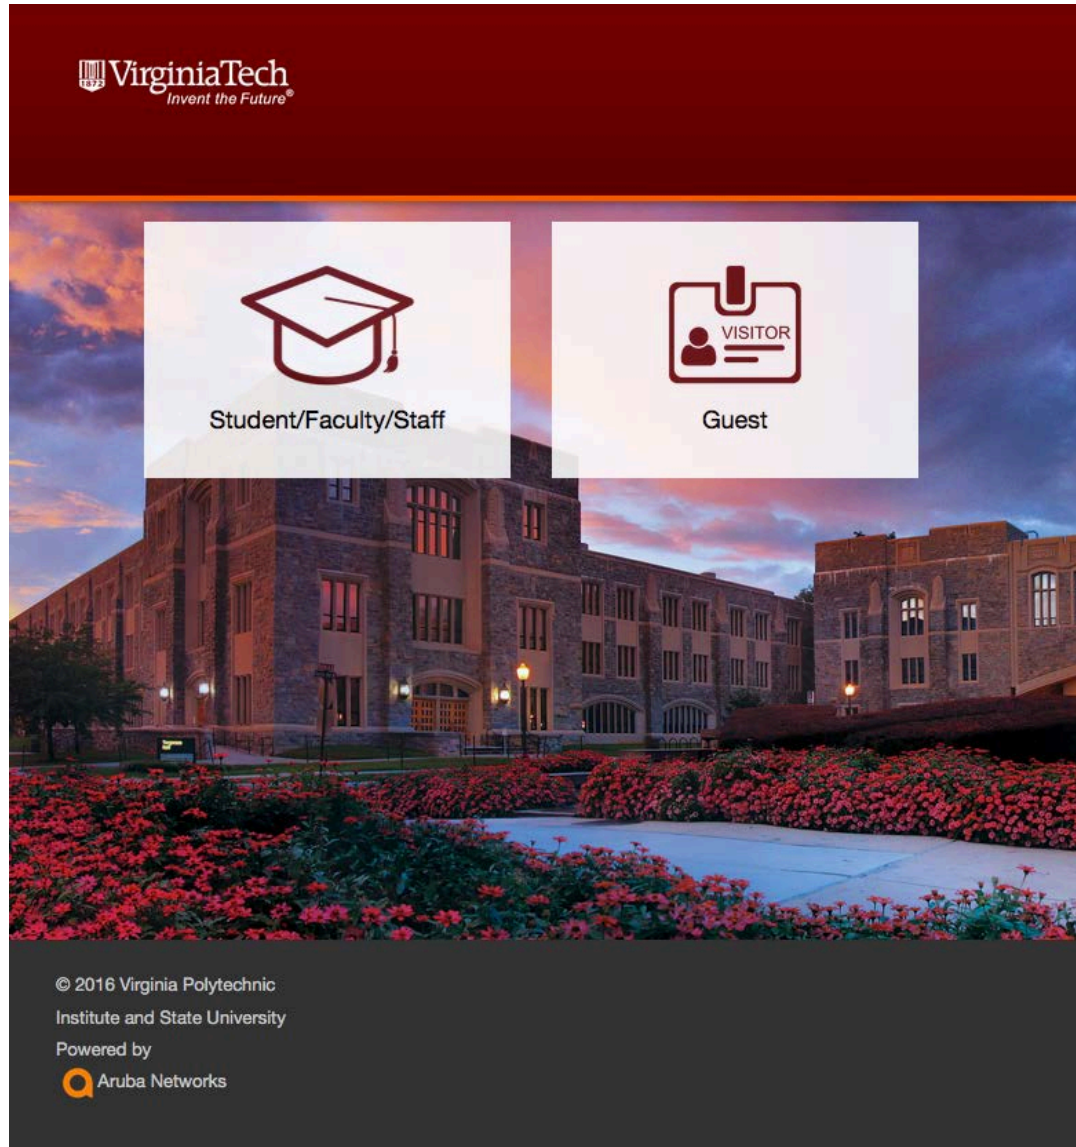 VirginiaTech
1872
Invent the Future®
VISITOR
Student/Faculty/Staff
Guest
© 2016 Virginia Polytechnic
Institute and State University
Powered by
Aruba Networks